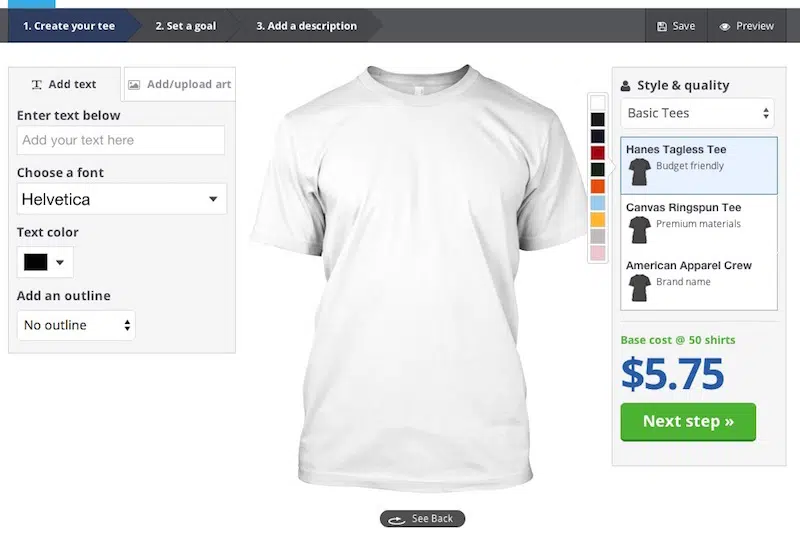 1. Create your tee
2. Set a goal
3. Add a description
Save
Preview
Add text
Add/upload art
Enter text below
Add your text here
Choose a font
Helvetica
Text color
Add an outline
No outline
See Back
Style & quality
Basic Tees
Hanes Tagless Tee
Budget friendly
Canvas Ringspun Tee
Premium materials
American Apparel Crew
Brand name
Base cost @ 50 shirts
$5.75
Next step »